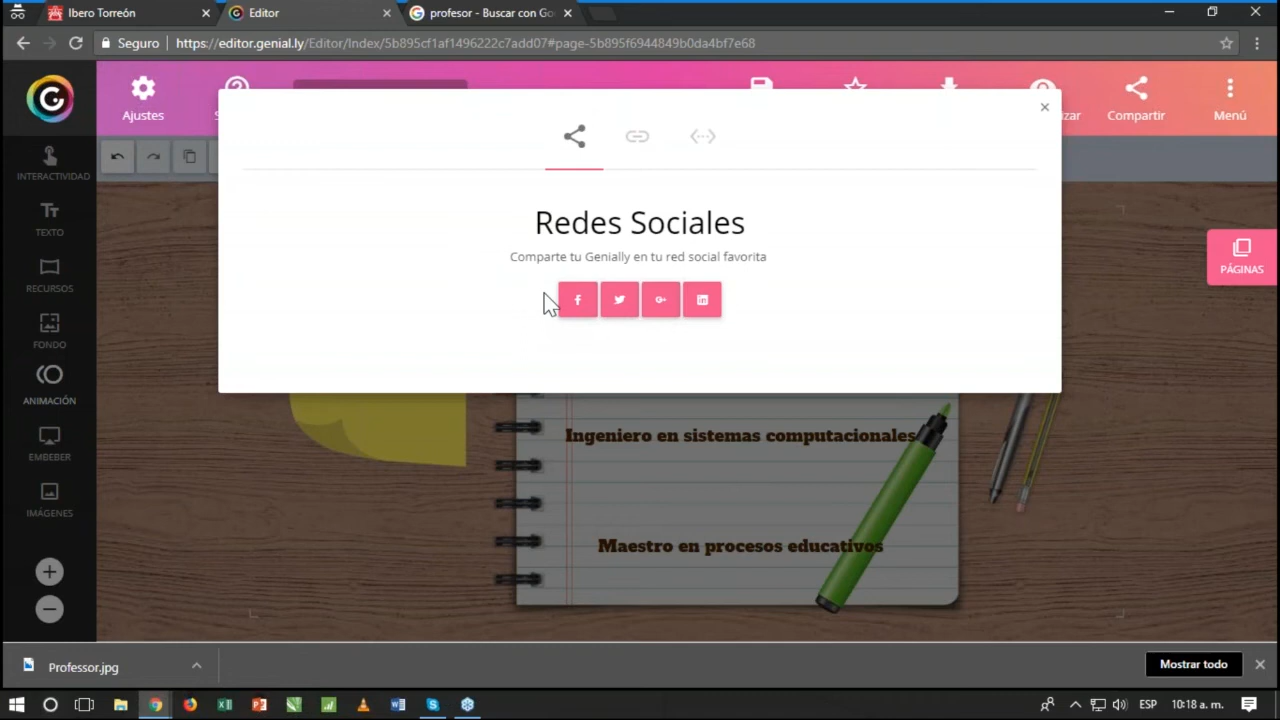 Ibero Torreón
Editor
profesor - Buscar con Go
Seguro
https://editor.genial.ly/Editor/Index/5b895cf1af1496222c7add07#page-5b895f6944849b0da4bf7e68
Ajustes
izar
Compartir
Menú
INTERACTIVIDAD
TEXTO
RECURSOS
FONDO
ANIMACIÓN
EMBEBER
IMÁGENES
Redes Sociales
Comparte tu Genially en tu red social favorita
PÁGINAS
Ingeniero en sistemas computacionales
Maestro en procesos educativos
Professor.jpg
Mostrar todo
ESP
10:18 a. m.